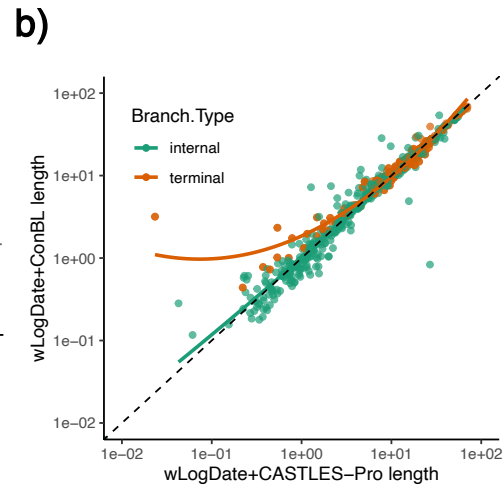 b)
1e+02
1e+01
1e+00
1e−01
1e−02
wLogDate+ConBL length
Branch.Type
internal
terminal
1e−02 1e−01 1e+00 1e+01 1e+02
wLogDate+CASTLES−Pro length